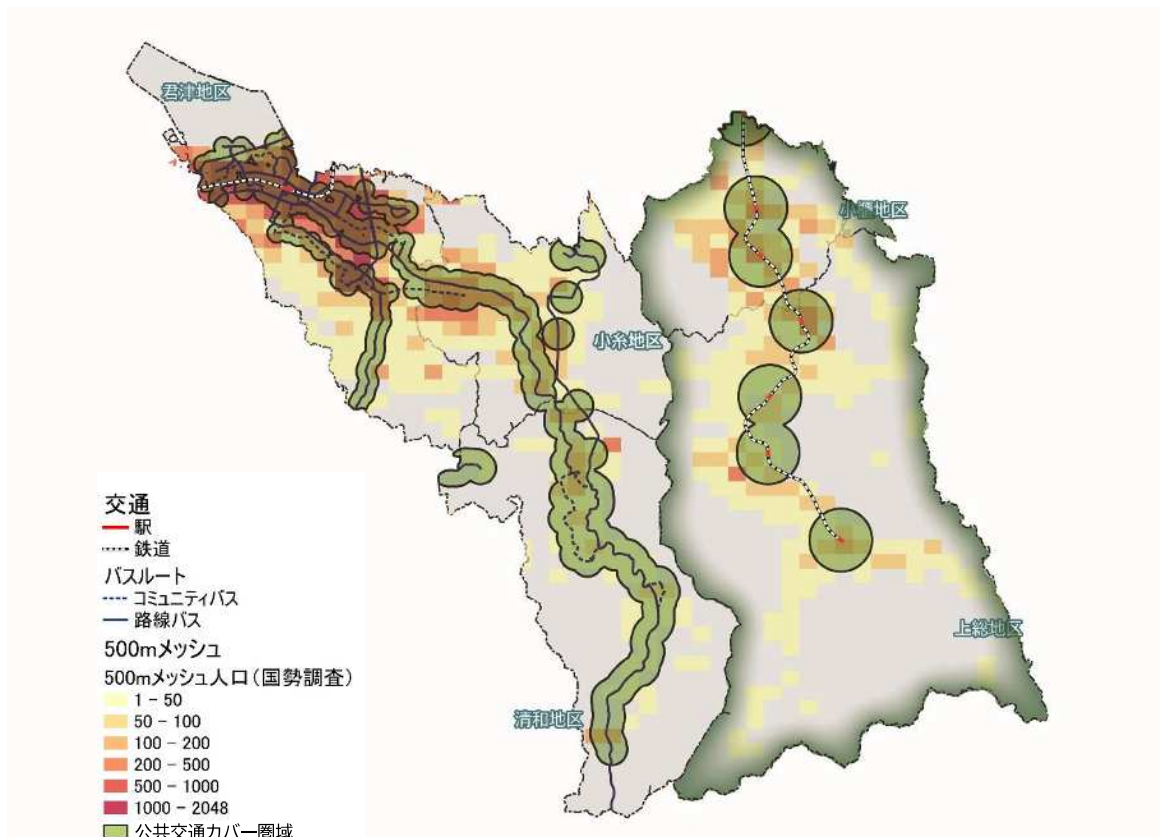 君津地区
小櫃地区
小糸地区
上総地区
清和地区
交通
駅
鉄道
バスルート
コミュニティバス
路線バス
500mメッシュ
500mメッシュ人口(国勢調査)
1 - 50
50 - 100
100 - 200
200 - 500
500 - 1000
1000 - 2048
公共交通カバー圏域